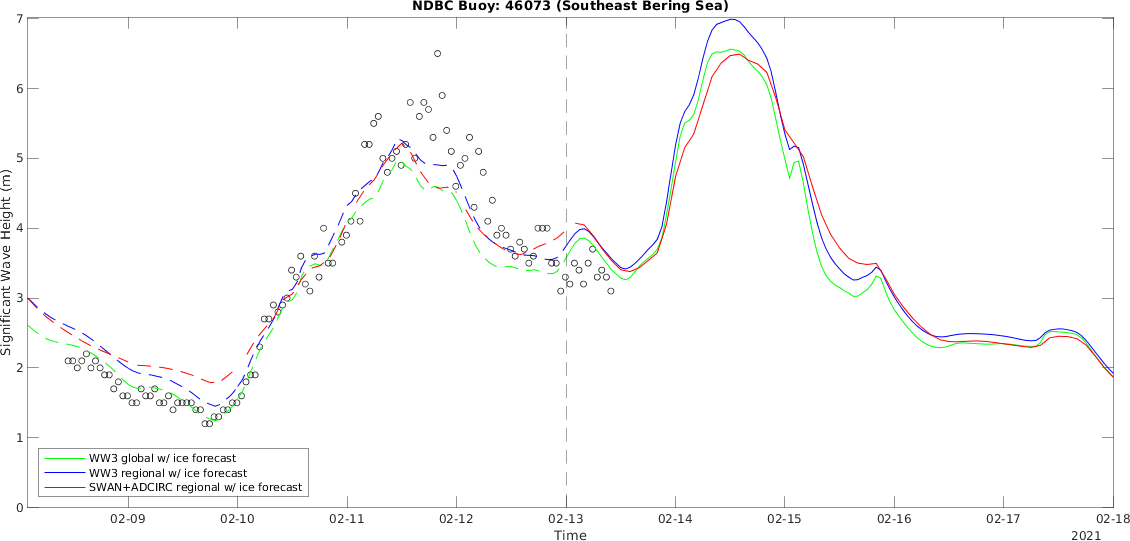 NDBC Buoy: 46073 (Southeast Bering Sea)
7
6
5
4
3
2
1
0
Significant Wave Height (m)
WW3 global w/ ice forecast
WW3 regional w/ ice forecast
SWAN+ADCIRC regional w/ ice forecast
02-09 02-10 02-11 02-12 02-13 02-14 02-15 02-16 02-17 02-18
Time
2021